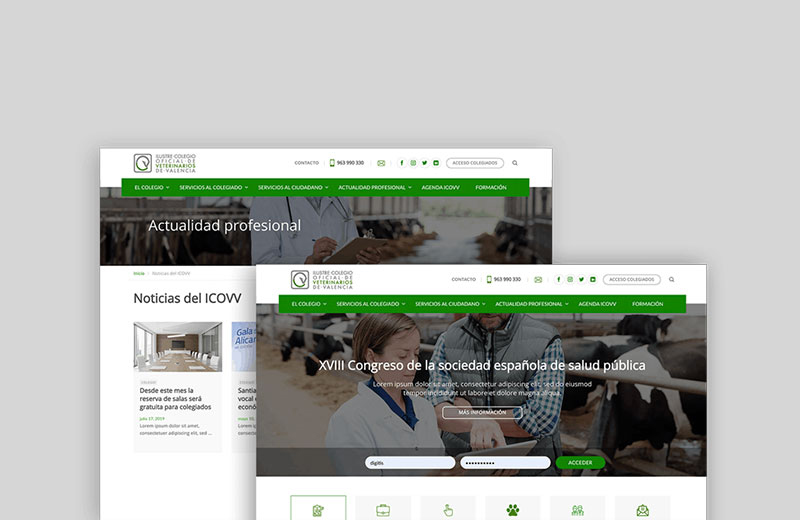 ILUSTRE COLEGIO
OFICIAL DE
VETERINARIOS
DE VALENCIA
CONTACTO
963 990 330
ACCESO COLEGIADOS
EL COLEGIO
SERVICIOS AL COLEGIADO
SERVICIOS AL CIUDADANO
ACTUALIDAD PROFESIONAL
AGENDA ICOVV
FORMACIÓN
Actualidad profesional
Inicio
Noticias del ICOVV
Noticias del ICOVV
Desde este mes la
reserva de salas será
gratuita para colegiados
julio 17, 2019
Lorem ipsum dolor sit amet,
consectetuer adipiscing elit, sed ...
Gala
Alican
Santia
vocal
econó
Lorem
conse
ILUSTRE COLEGIO
OFICIAL DE
VETERINARIOS
DE VALENCIA
CONTACTO
963 990 330
ACCESO COLEGIADOS
EL COLEGIO
SERVICIOS AL COLEGIADO
SERVICIOS AL CIUDADANO
ACTUALIDAD PROFESIONAL
AGENDA ICOVV
FORMACIÓN
XVIII Congreso de la sociedad española de salud pública
Lorem ipsum dolor sit amet, consectetur adipiscing elit, sed do eiusmod
tempor incididunt ut labore et dolore magna aliqua.
MÁS INFORMACIÓN
digitis
ACCEDER